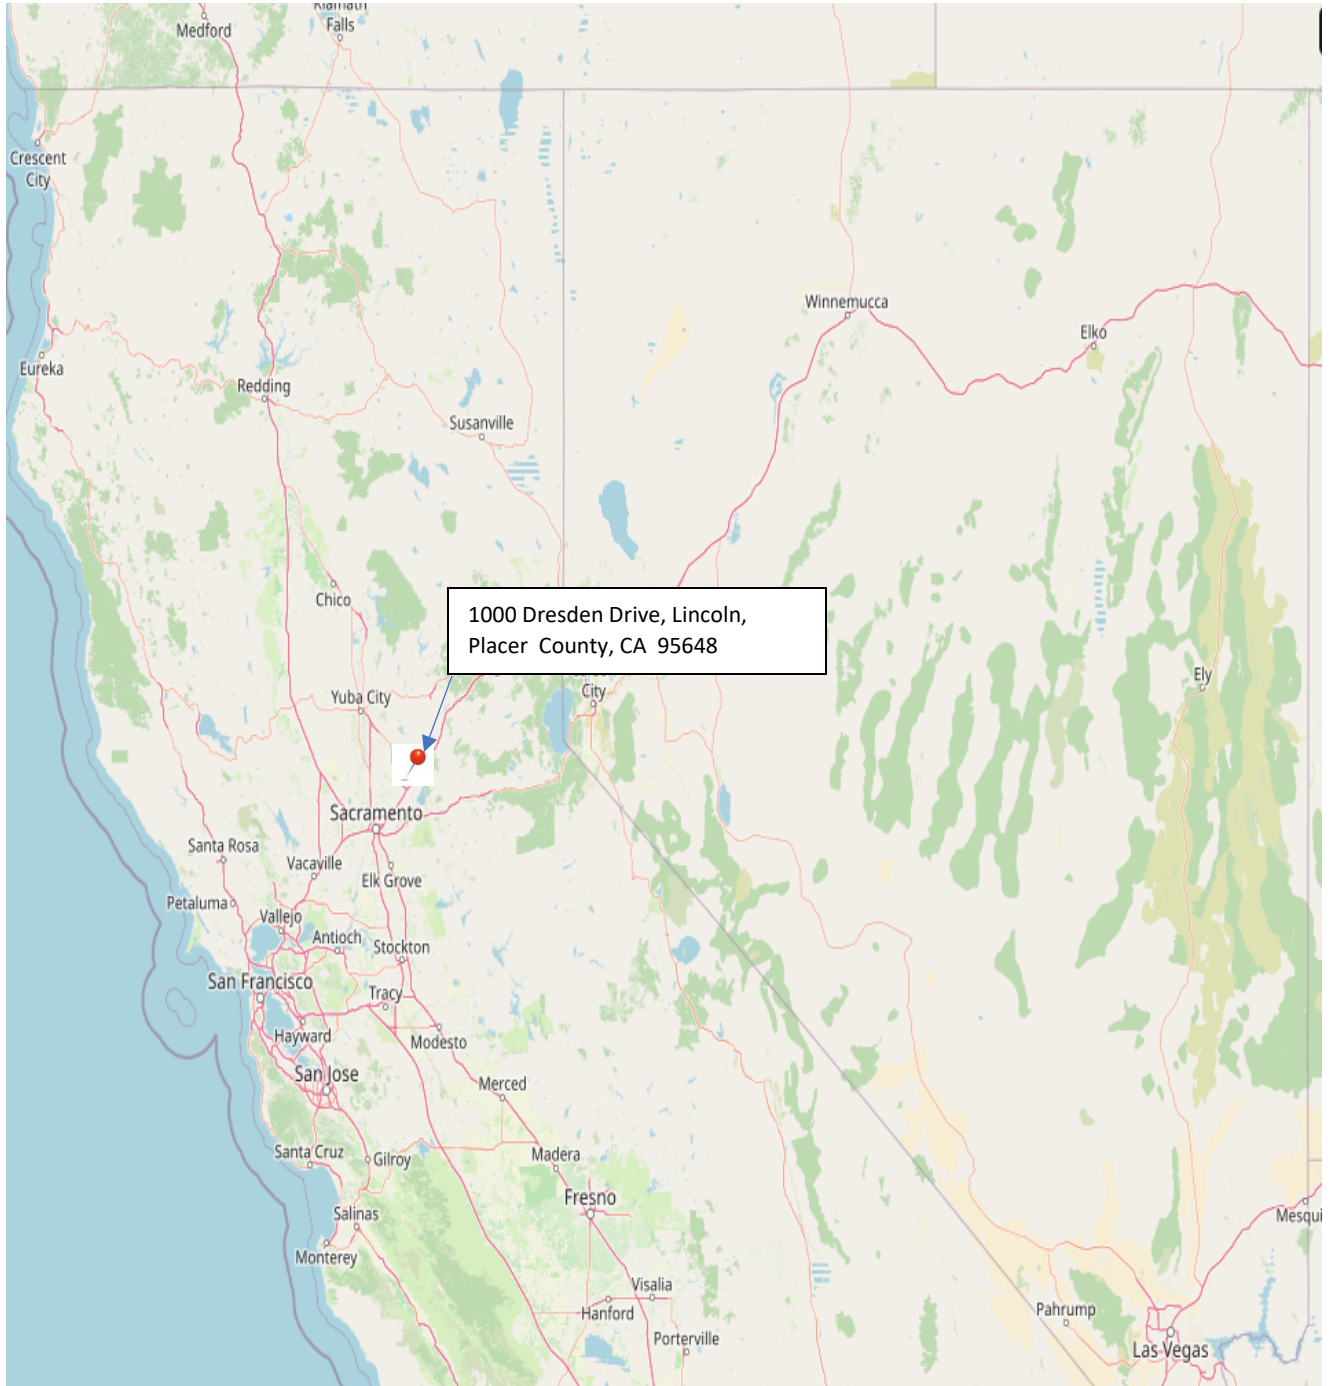 Klamath
Falls
Medford
Crescent
City
Winnemucca
Elko
Eureka
Redding
Susanville
Chico
1000 Dresden Drive, Lincoln,
Placer  County, CA  95648
City
Ely
Yuba City
Sacramento
Santa Rosa
Vacaville
Elk Grove
Petaluma
Vallejo
Antioch
Stockton
San Francisco
Tracy
Hayward
Modesto
San Jose
Merced
Santa Cruz
Gilroy
Madera
Fresno
Salinas
Mesqui
Monterey
Visalia
Hanford
Pahrump
Porterville
Las Vegas